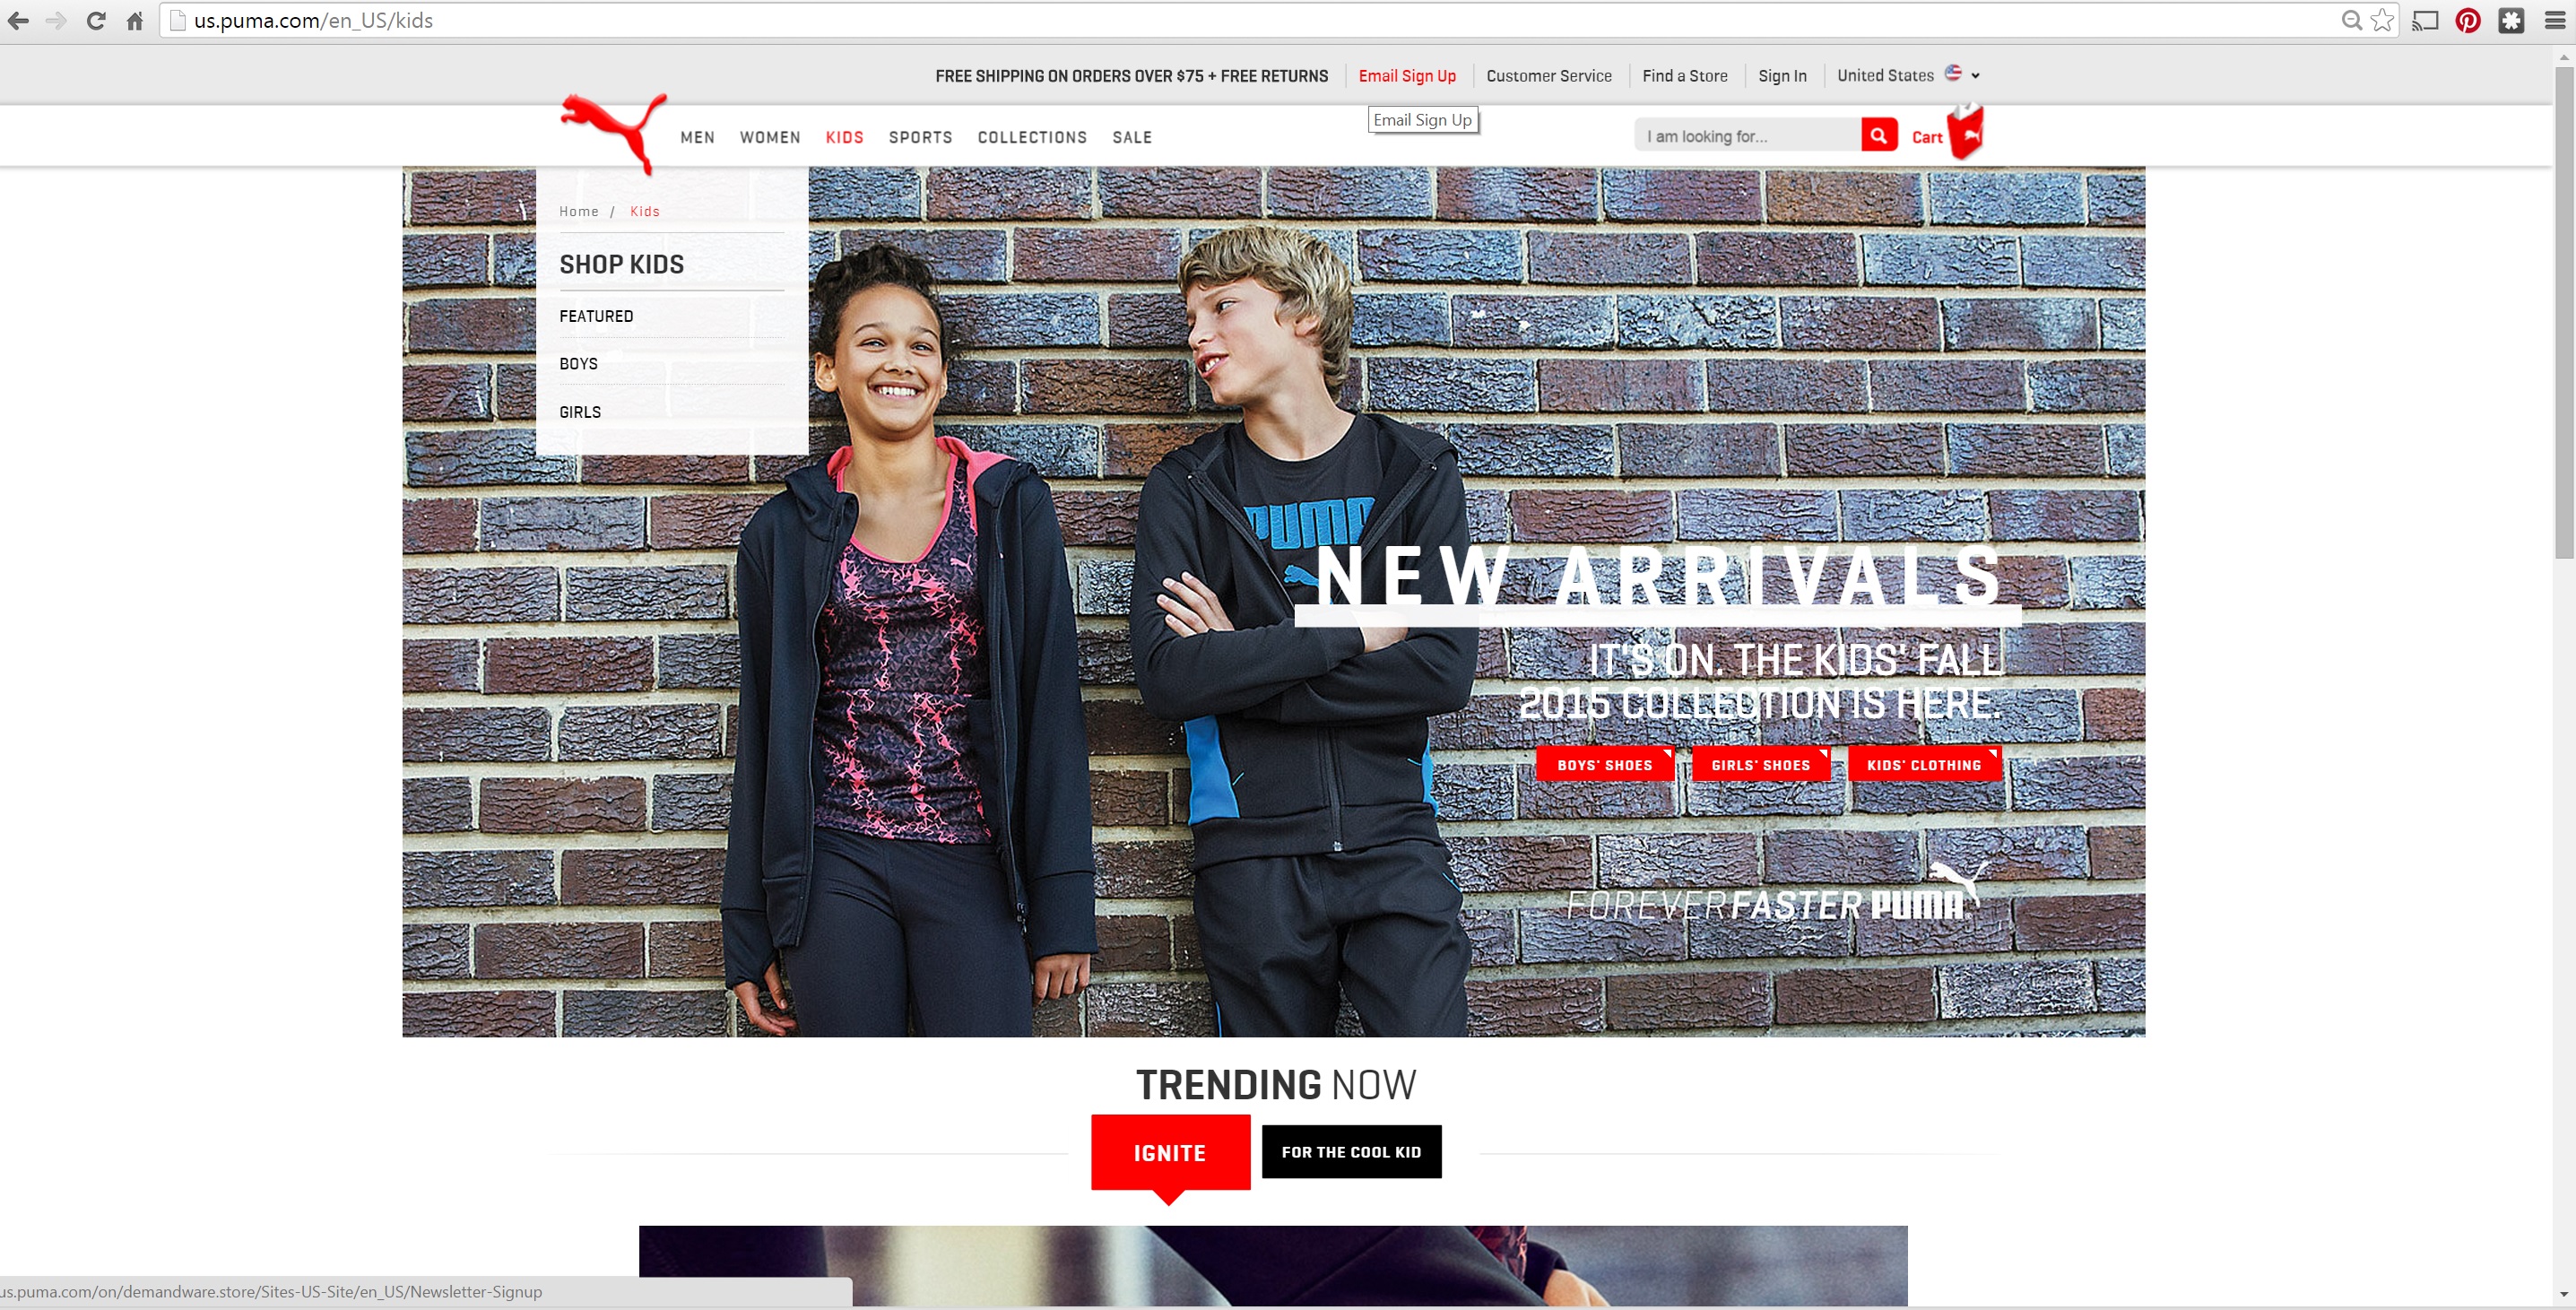 us.puma.com/en_US/kids
FREE SHIPPING ON ORDERS OVER $75 + FREE RETURNS
Email Sign Up
Customer Service
Find a Store
Sign In
United States
Email Sign Up
MEN
WOMEN
KIDS
SPORTS
COLLECTIONS
SALE
I am looking for...
Cart
Home / Kids
SHOP KIDS
FEATURED
BOYS
GIRLS
PUMA
NEW ARRIVALS
IT'S ON. THE KIDS' FALL
2015 COLLECTION IS HERE.
BOYS' SHOES
GIRLS' SHOES
KIDS' CLOTHING
FOREVER FASTER PUMA
TRENDING NOW
IGNITE
FOR THE COOL KID
us.puma.com/on/demandware.store/Sites-US-Site/en_US/Newsletter-Signup